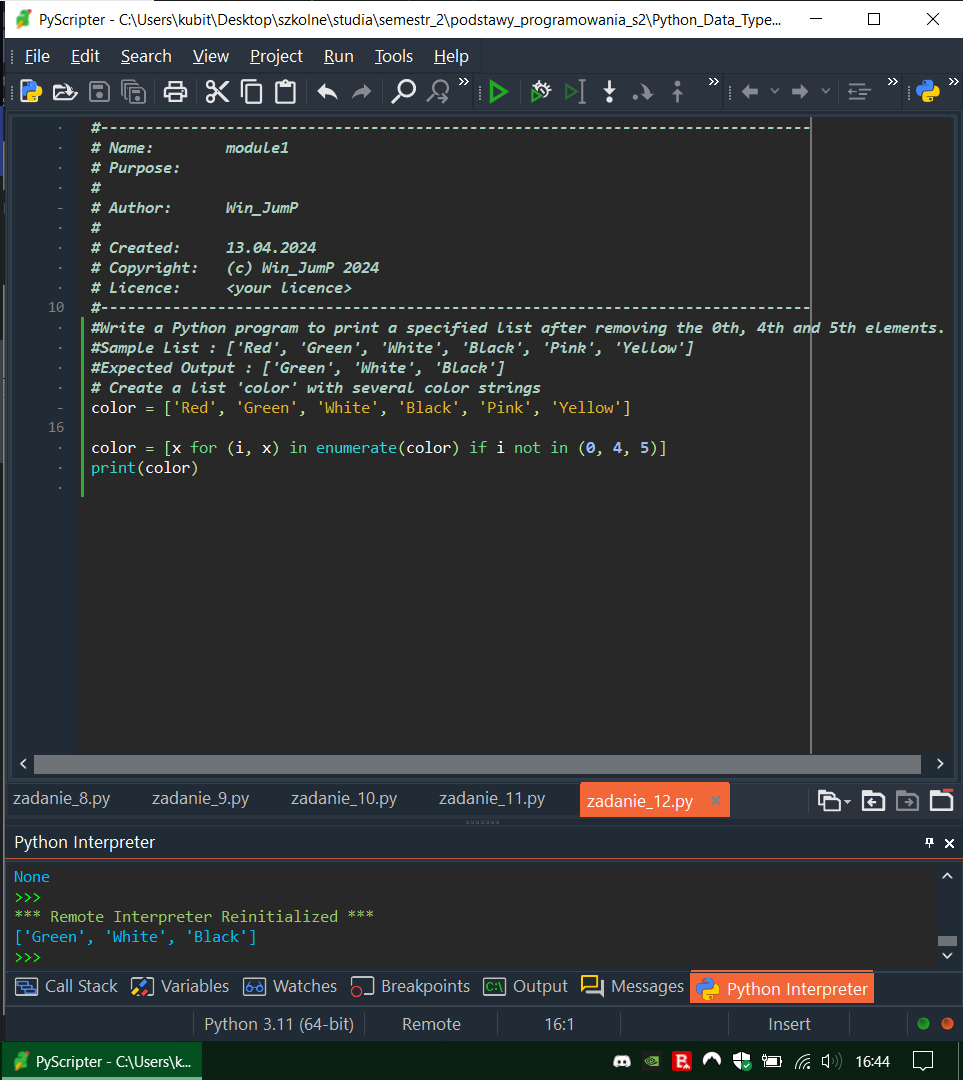 PyScripter - C:\Users\kubit\Desktop\szkolne\studia\semestr_2\podstawy_programowania_s2\Python_Data_Type...
File Edit Search View Project Run Tools Help
#-------------------------------------------------------------------------------
# Name:        module1
# Purpose:
#
# Author:      Win_JumP
#
# Created:     13.04.2024
# Copyright:   (c) Win_JumP 2024
# Licence:     <your licence>
10 #-------------------------------------------------------------------------------
#Write a Python program to print a specified list after removing the 0th, 4th and 5th elements.
#Sample List : ['Red', 'Green', 'White', 'Black', 'Pink', 'Yellow']
#Expected Output : ['Green', 'White', 'Black']
# Create a list 'color' with several color strings
color = ['Red', 'Green', 'White', 'Black', 'Pink', 'Yellow']
16
color = [x for (i, x) in enumerate(color) if i not in (0, 4, 5)]
print(color)
zadanie_8.py zadanie_9.py zadanie_10.py zadanie_11.py zadanie_12.py ×
Python Interpreter
None
>>>
*** Remote Interpreter Reinitialized ***
['Green', 'White', 'Black']
>>>
Call Stack Variables Watches Breakpoints C:\ Output Messages Python Interpreter
Python 3.11 (64-bit) Remote 16:1 Insert
PyScripter - C:\Users\k... 16:44